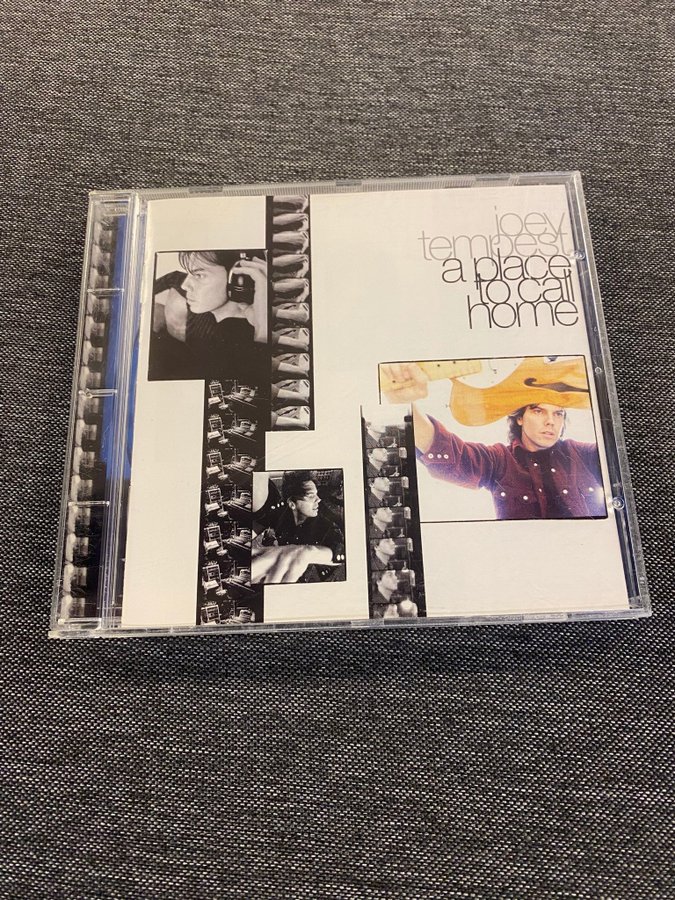 joey
tempest
a place
to call
home